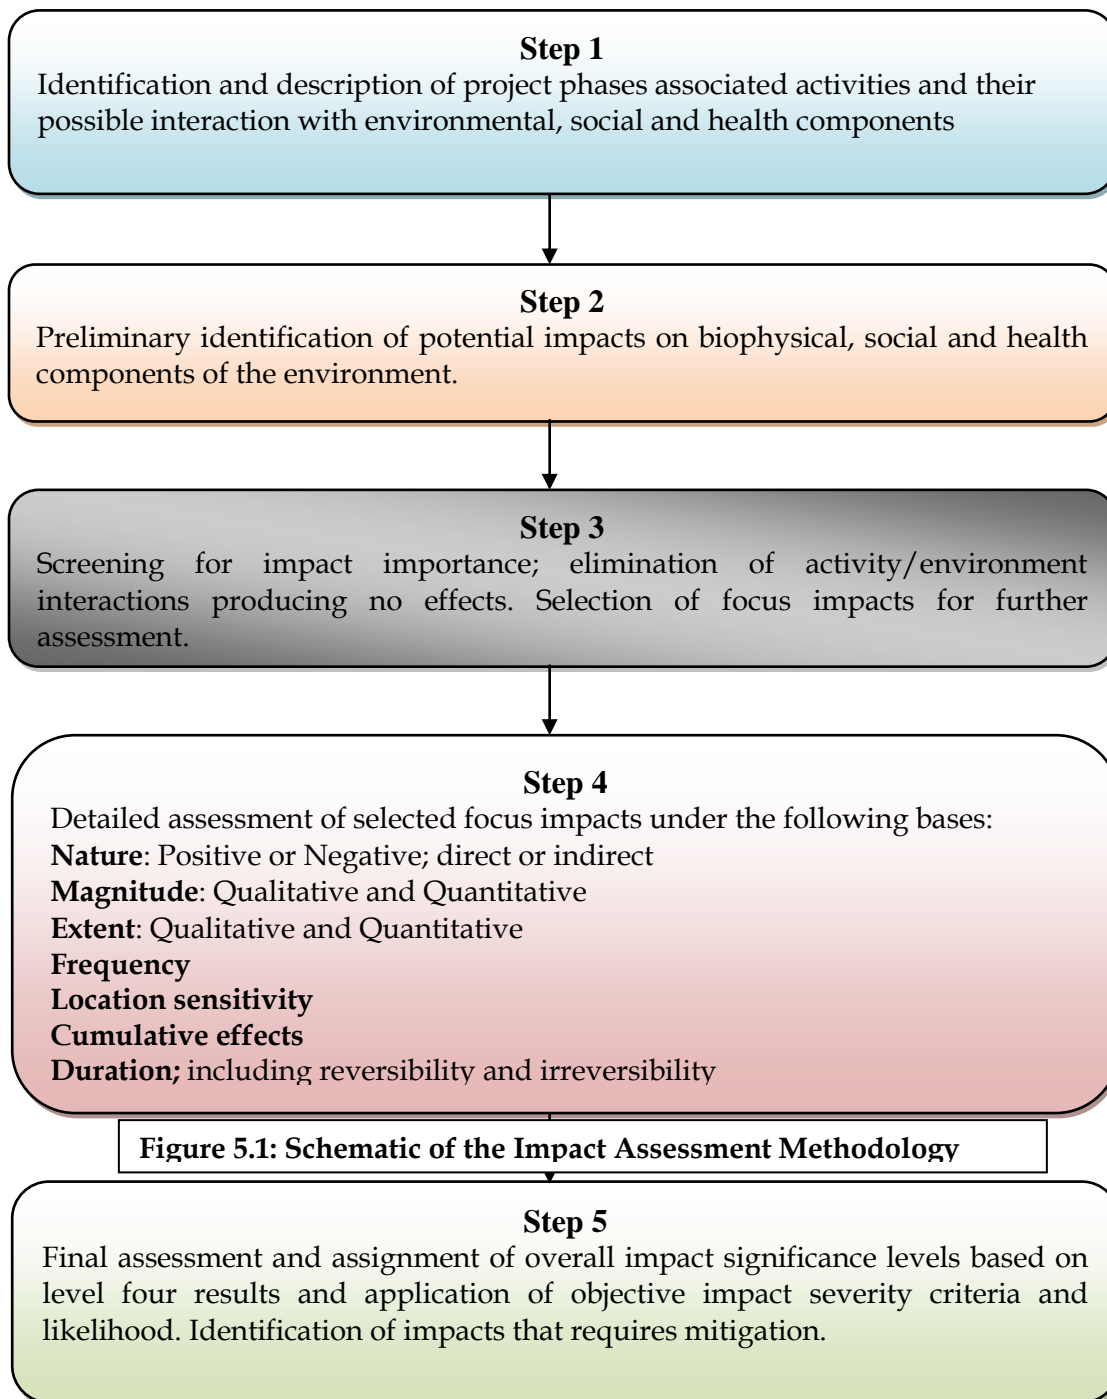 Step 1
Identification and description of project phases associated activities and their
possible interaction with environmental, social and health components
Step 2
Preliminary identification of potential impacts on biophysical, social and health
components of the environment.
Step 3
Screening for impact importance; elimination of activity/environment
interactions producing no effects. Selection of focus impacts for further
assessment.
Step 4
Detailed assessment of selected focus impacts under the following bases:
Nature: Positive or Negative; direct or indirect
Magnitude: Qualitative and Quantitative
Extent: Qualitative and Quantitative
Frequency
Location sensitivity
Cumulative effects
Duration; including reversibility and irreversibility
Figure 5.1: Schematic of the Impact Assessment Methodology
Step 5
Final assessment and assignment of overall impact significance levels based on
level four results and application of objective impact severity criteria and
likelihood. Identification of impacts that requires mitigation.